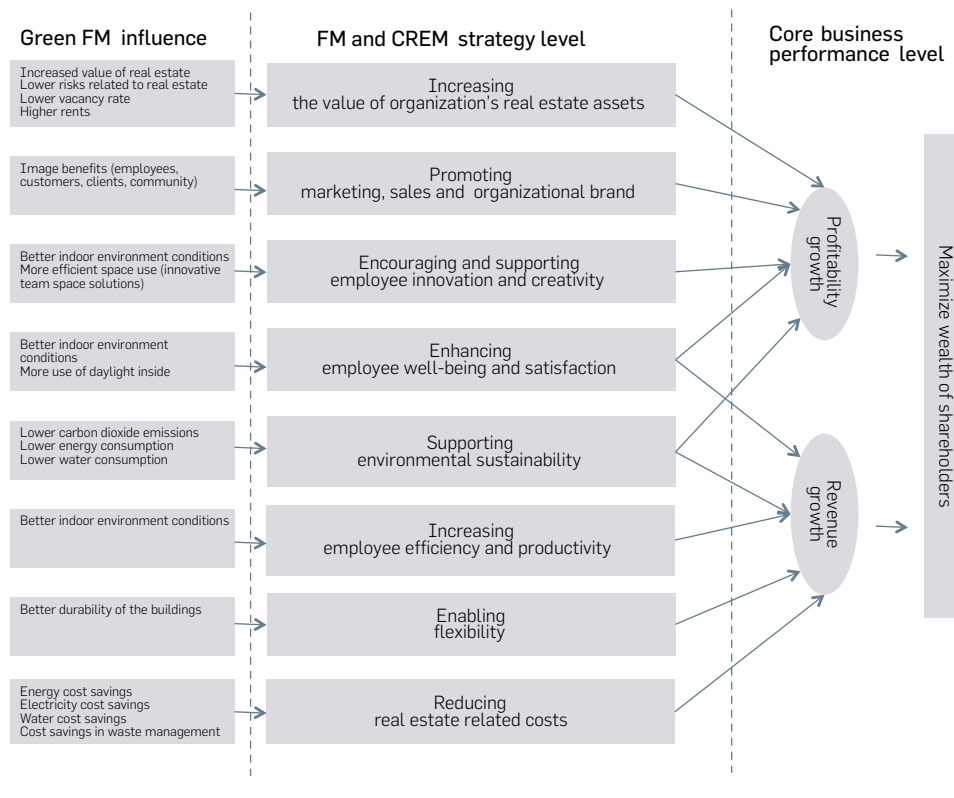 Green FM influence
FM and CREM strategy level
Core business
performance level
Increased value of real estate
Lower risks related to real estate
Lower vacancy rate
Higher rents
Increasing
the value of organization's real estate assets
Image benefits (employees,
customers, clients, community)
Promoting
marketing, sales and organizational brand
Better indoor environment conditions
More efficient space use (innovative
team space solutions)
Encouraging and supporting
employee innovation and creativity
Better indoor environment
conditions
More use of daylight inside
Enhancing
employee well-being and satisfaction
Lower carbon dioxide emissions
Lower energy consumption
Lower water consumption
Supporting
environmental sustainability
Better indoor environment conditions
Increasing
employee efficiency and productivity
Better durability of the buildings
Enabling
flexibility
Energy cost savings
Electricity cost savings
Water cost savings
Cost savings in waste management
Reducing
real estate related costs
Profitability
growth
Revenue
growth
Maximize wealth of shareholders